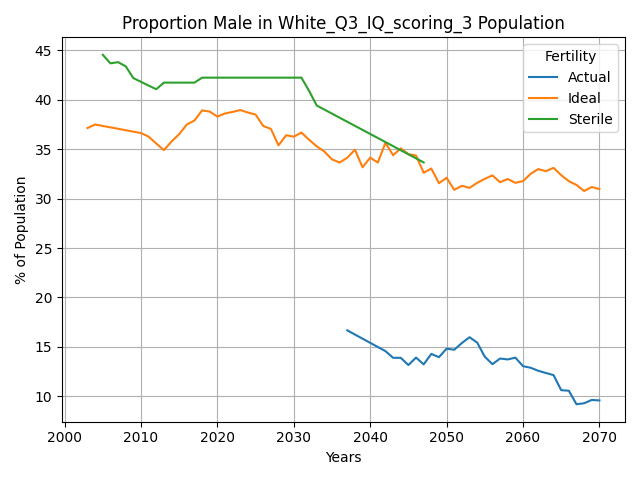 Proportion Male in White_Q3_IQ_scoring_3 Population
% of Population
45
40
35
30
25
20
15
10
Fertility
Actual
Ideal
Sterile
2000 2010 2020 2030 2040 2050 2060 2070
Years